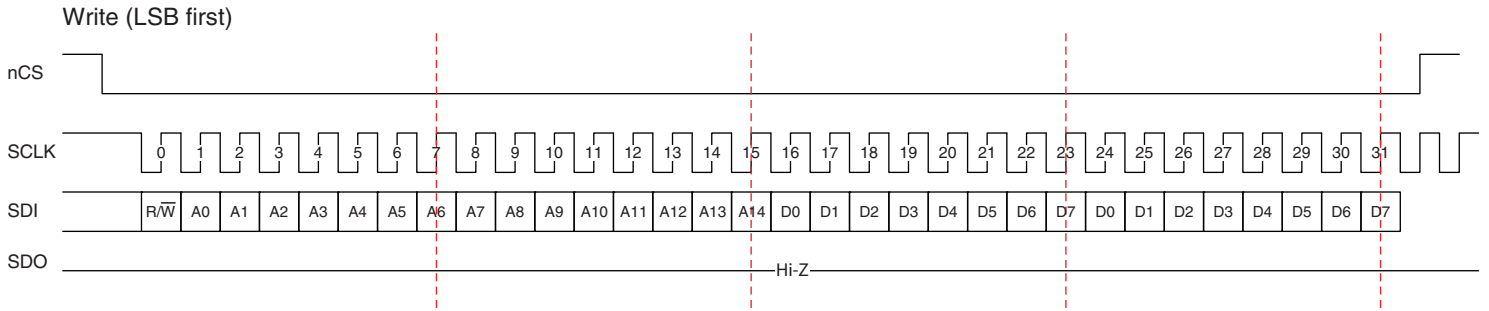 Write (LSB first)
nCS
SCLK 0 1 2 3 4 5 6 7 8 9 10 11 12 13 14 15 16 17 18 19 20 21 22 23 24 25 26 27 28 29 30 31
SDI R/W̅ A0 A1 A2 A3 A4 A5 A6 A7 A8 A9 A10 A11 A12 A13 A14 D0 D1 D2 D3 D4 D5 D6 D7 D0 D1 D2 D3 D4 D5 D6 D7
SDO Hi-Z